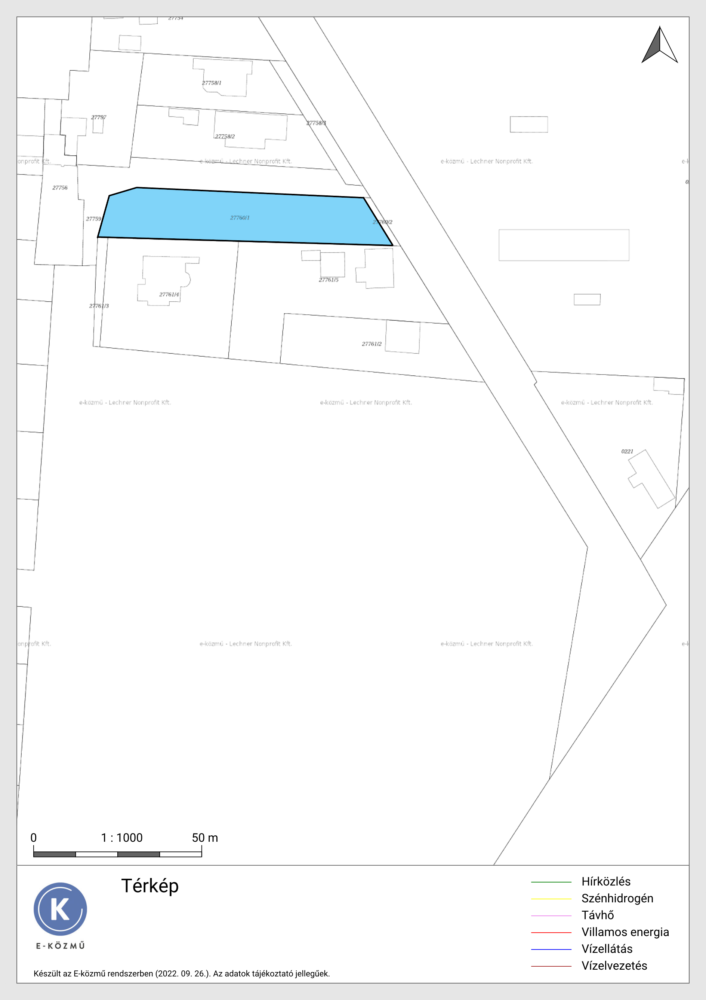 27754
27758/1
27757
27758/3
27758/2
onprofit Kft.
e-közmű - Lechner Nonprofit Kft.
e-közmű - Lechner Nonprofit Kft.
27756
27759
27760/1
27760/2
27761/5
27761/4
27761/3
27761/2
e-közmű - Lechner Nonprofit Kft.
e-közmű - Lechner Nonprofit Kft.
e-közmű - Lechner Nonprofit Kft.
0221
onprofit Kft.
e-közmű - Lechner Nonprofit Kft.
e-közmű - Lechner Nonprofit Kft.
0 1 : 1000 50 m
Térkép
K
E-KÖZMŰ
Hírközlés
Szénhidrogén
Távhő
Villamos energia
Vízellátás
Vízelvezetés
Készült az E-közmű rendszerben (2022. 09. 26.). Az adatok tájékoztató jellegűek.